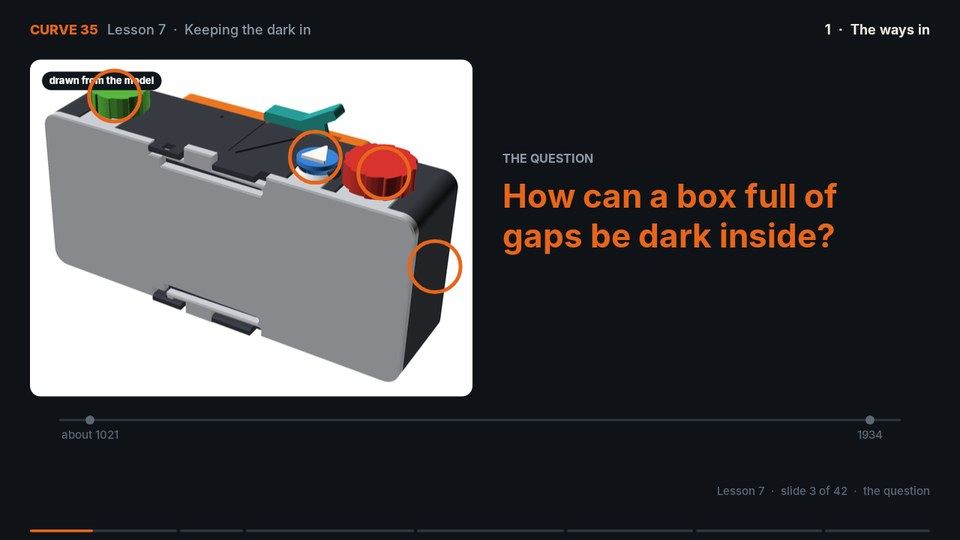 CURVE 35 Lesson 7 · Keeping the dark in
1 · The ways in
drawn from the model
THE QUESTION
How can a box full of
gaps be dark inside?
about 1021
1934
Lesson 7 · slide 3 of 42 · the question